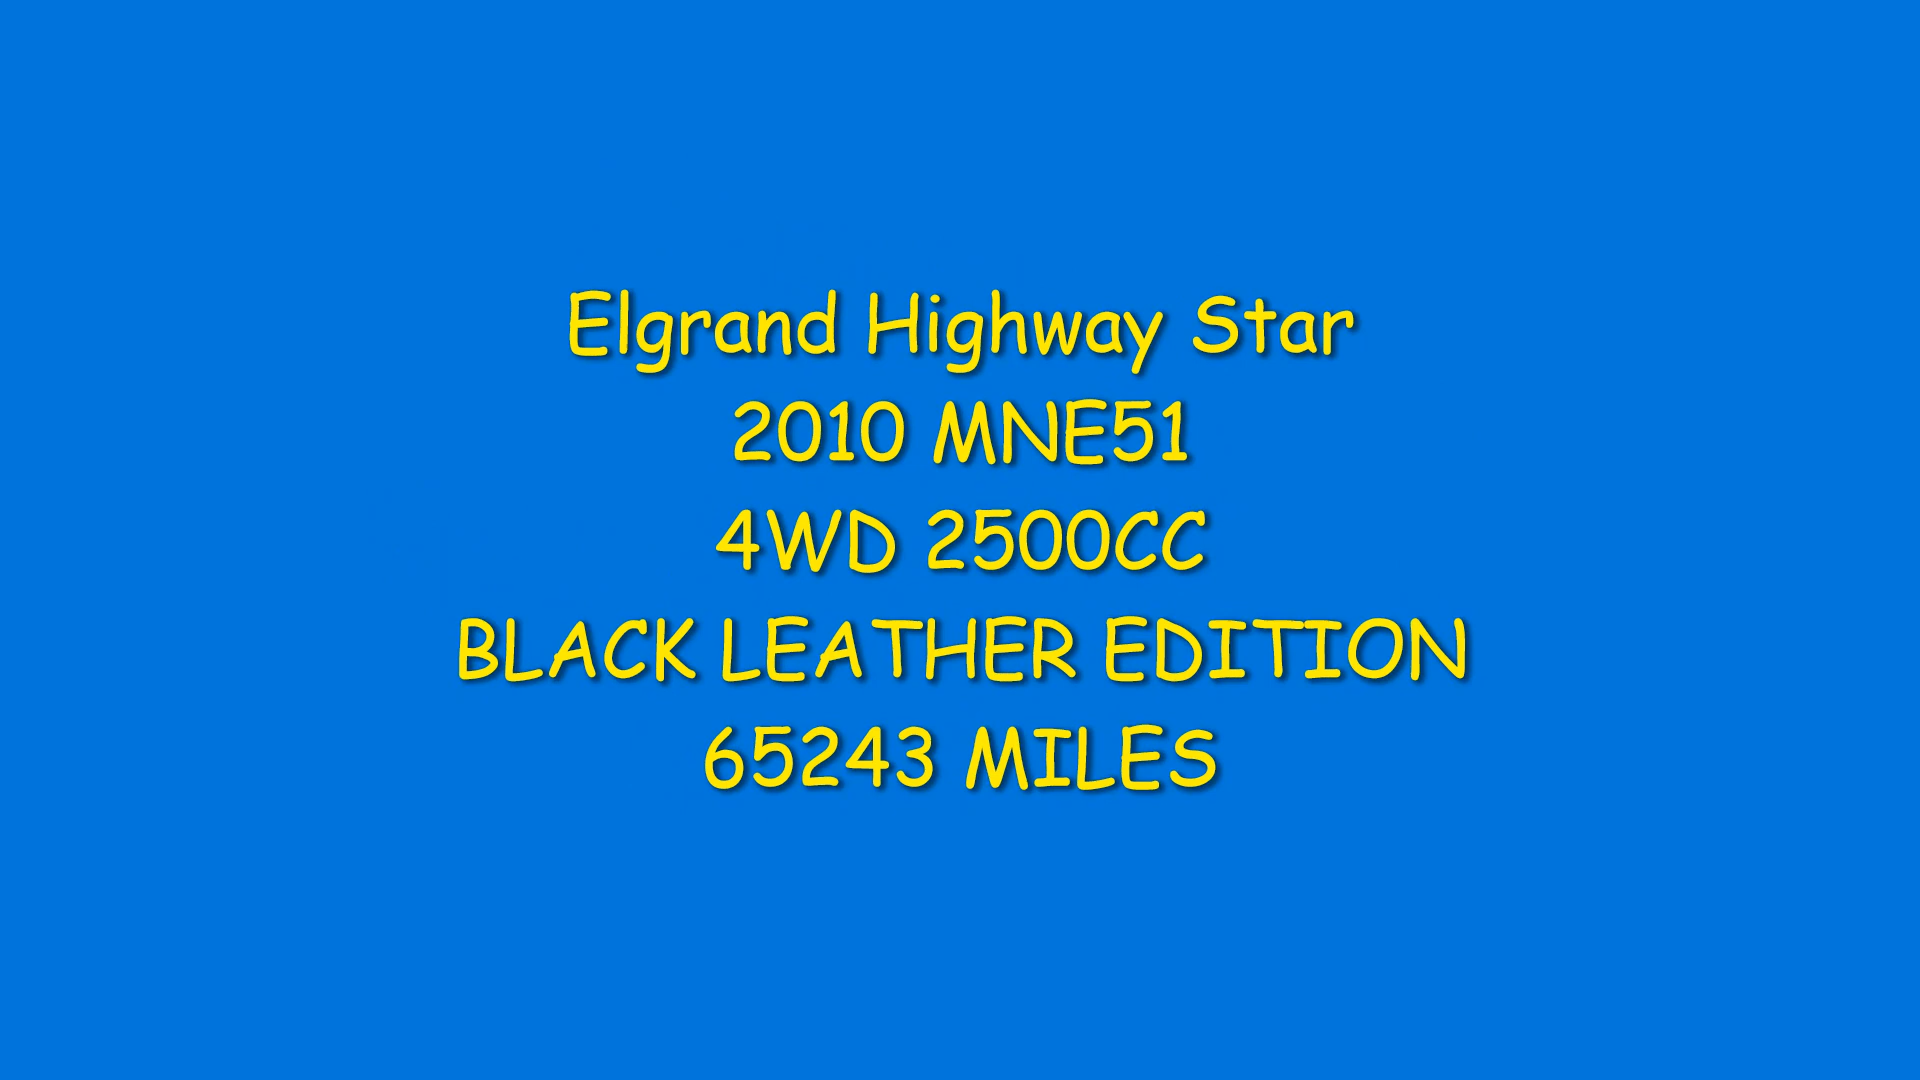 Elgrand Highway Star
2010 MNE51
4WD 2500CC
BLACK LEATHER EDITION
65243 MILES